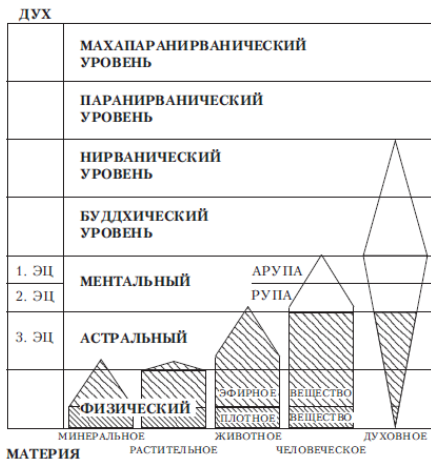 ДУХ
МАХАПАРАНИРВАНИЧЕСКИЙ
УРОВЕНЬ
ПАРАНИРВАНИЧЕСКИЙ
УРОВЕНЬ
НИРВАНИЧЕСКИЙ
УРОВЕНЬ
БУДДХИЧЕСКИЙ
УРОВЕНЬ
1. ЭЦ
МЕНТАЛЬНЫЙ
АРУПА
2. ЭЦ
РУПА
3. ЭЦ
АСТРАЛЬНЫЙ
ФИЗИЧЕСКИЙ
ЭФИРНОЕ
ВЕЩЕСТВО
ПЛОТНОЕ
ВЕЩЕСТВО
МИНЕРАЛЬНОЕ
ЖИВОТНОЕ
ДУХОВНОЕ
МАТЕРИЯ
РАСТИТЕЛЬНОЕ
ЧЕЛОВЕЧЕСКОЕ